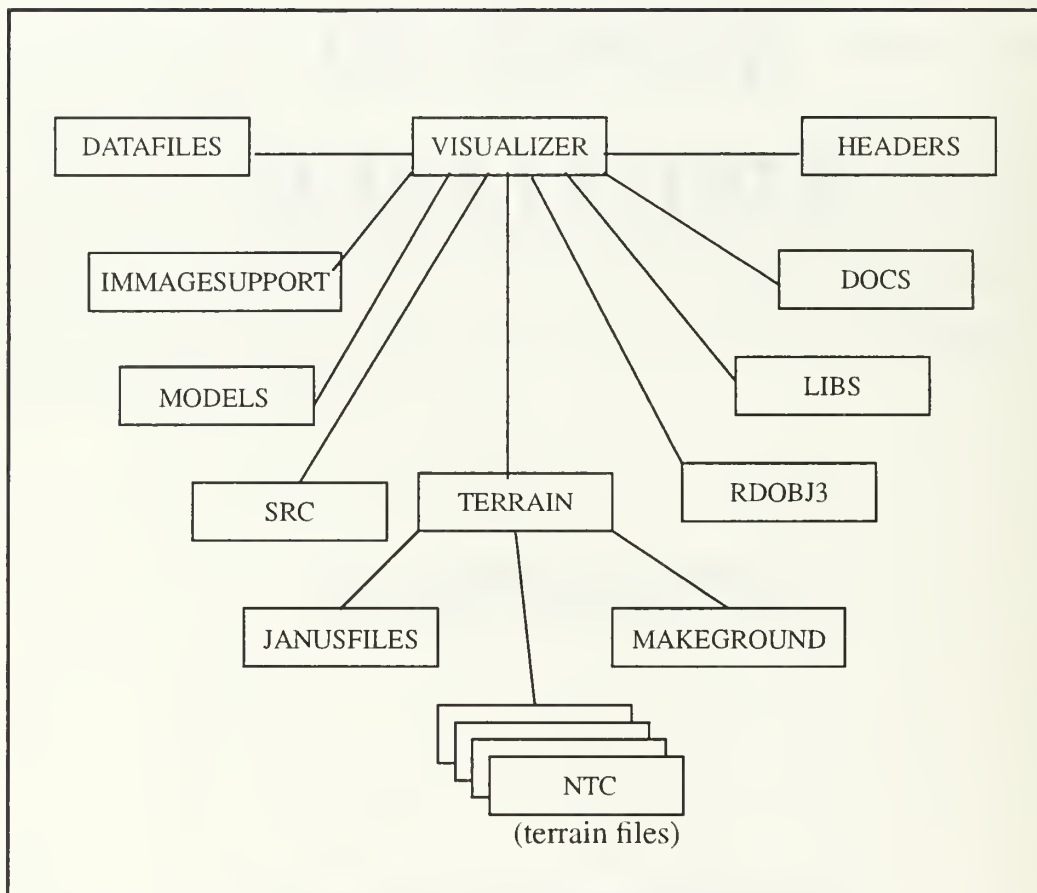 DATAFILES
VISUALIZER
HEADERS
IMMAGESUPPORT
DOCS
MODELS
LIBS
SRC
TERRAIN
RDOBJ3
JANUSFILES
MAKEGROUND
NTC
(terrain files)